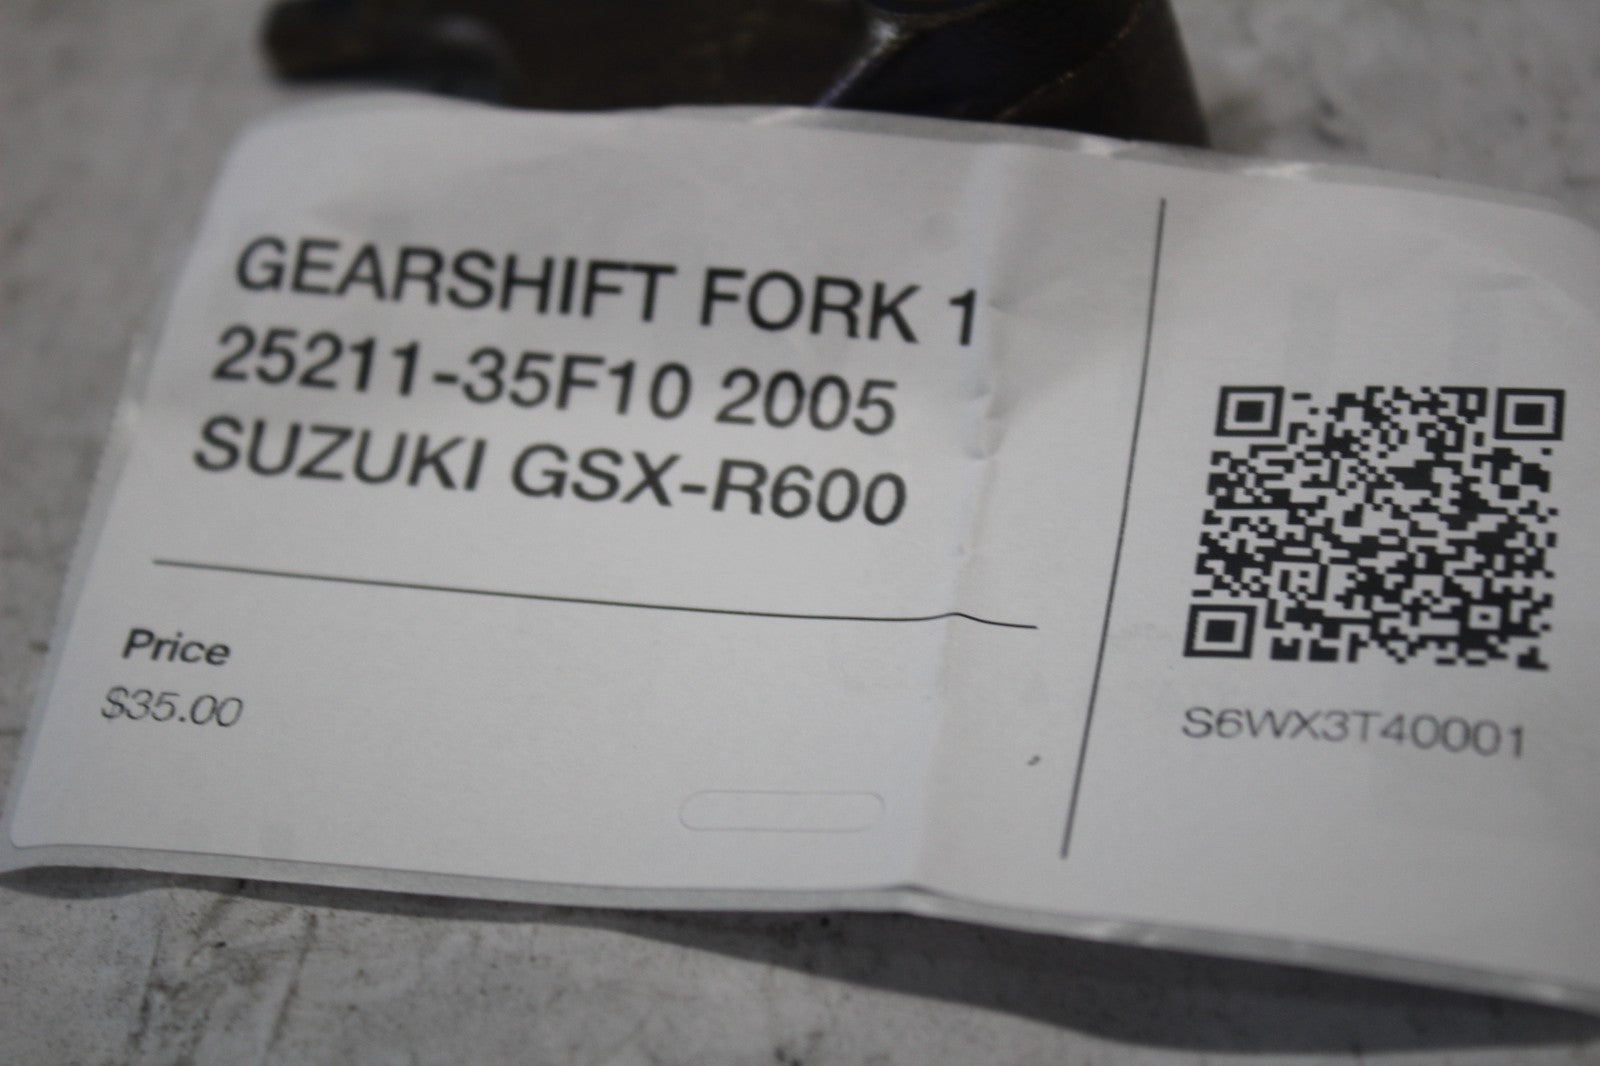 GEARSHIFT FORK 1
25211-35F10 2005
SUZUKI GSX-R600
Price
$35.00
S6WX3T40001